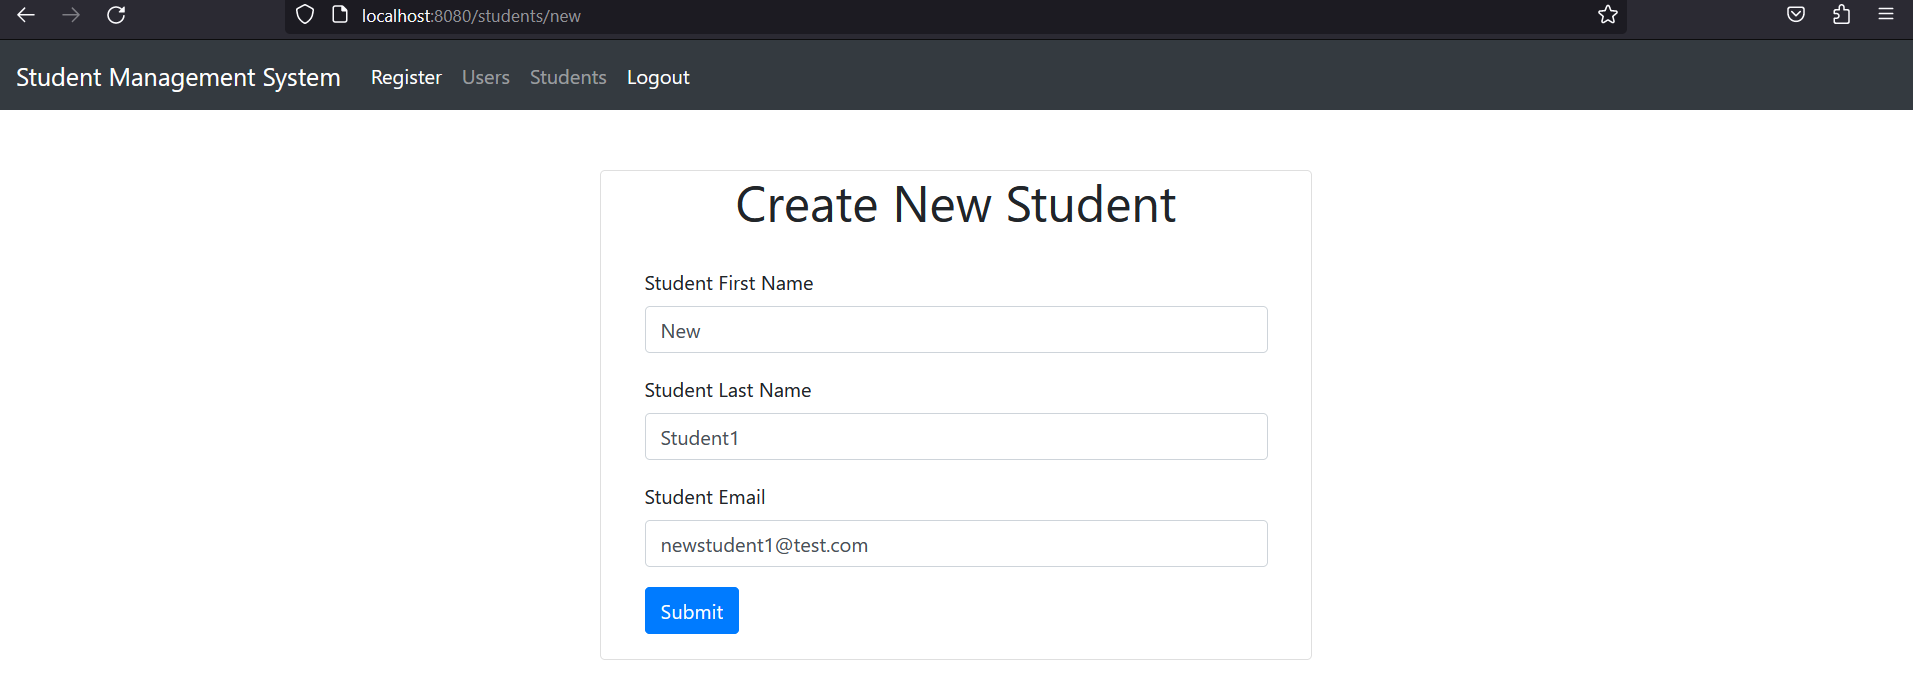 localhost:8080/students/new
Student Management System Register Users Students Logout
Create New Student
Student First Name
New
Student Last Name
Student1
Student Email
newstudent1@test.com
Submit